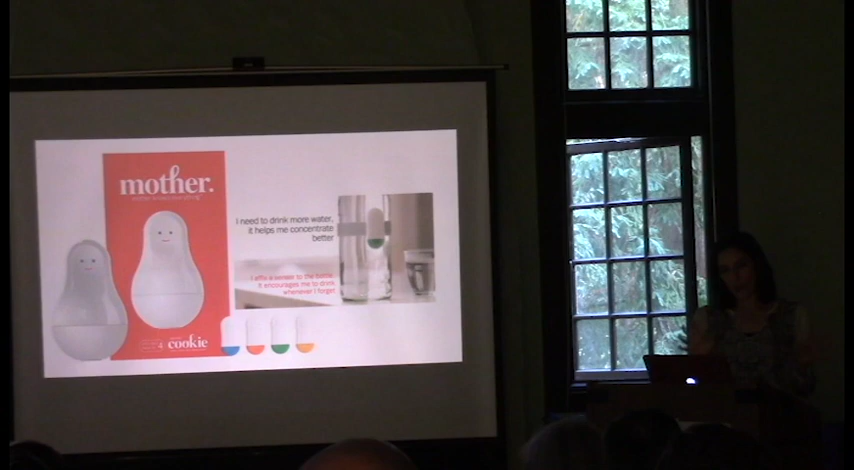 mother.
I need to drink more water,
it helps me concentrate
better
I affix a sensor to the bottle.
It encourages me to drink
whenever I forget
4 cookie